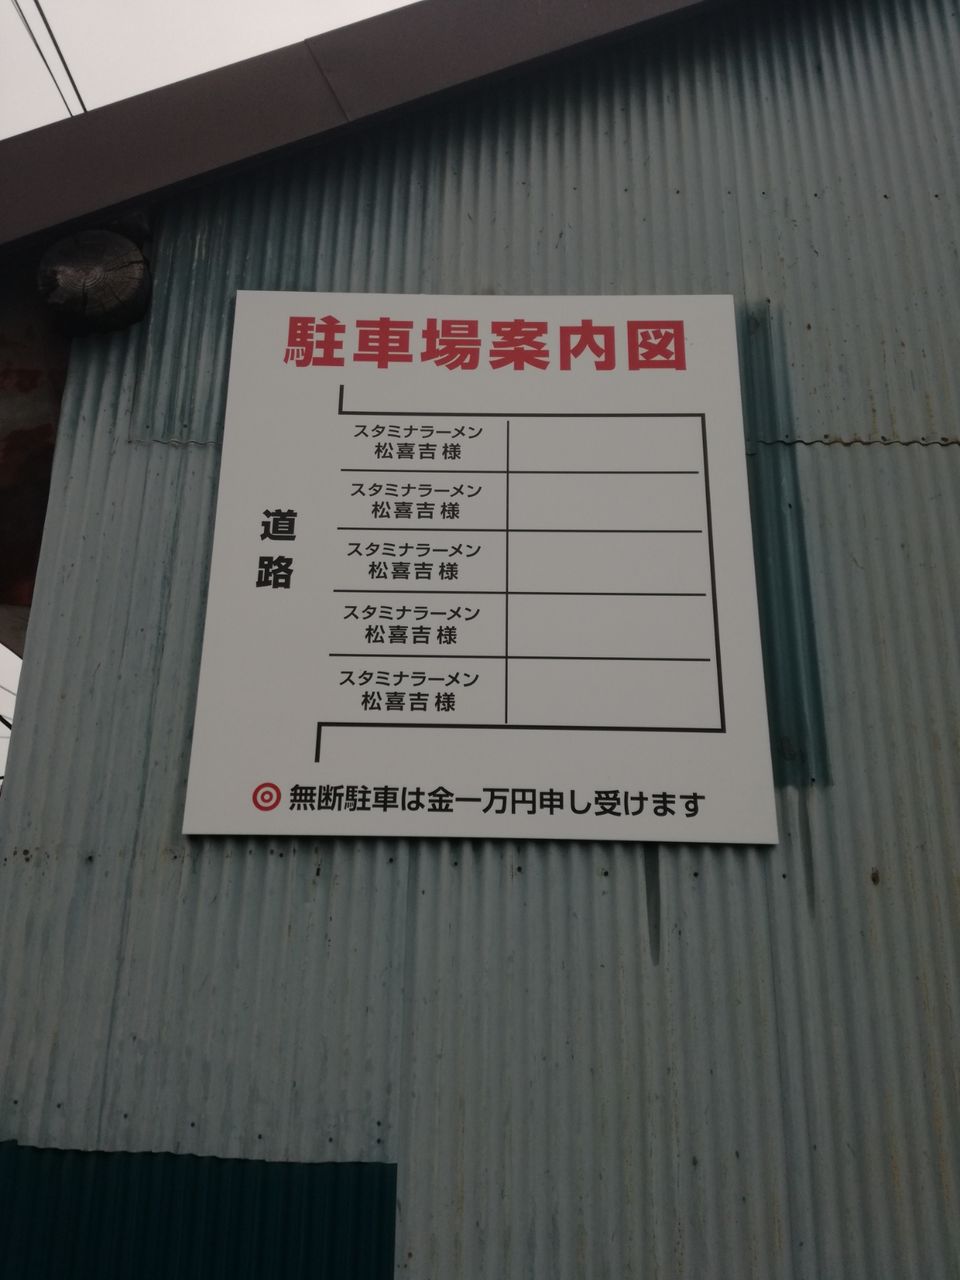 駐車場案内図
スタミナラーメン
松喜吉様
スタミナラーメン
松喜吉様
道路
スタミナラーメン
松喜吉様
スタミナラーメン
松喜吉様
スタミナラーメン
松喜吉様
◎無断駐車は金一万円申し受けます